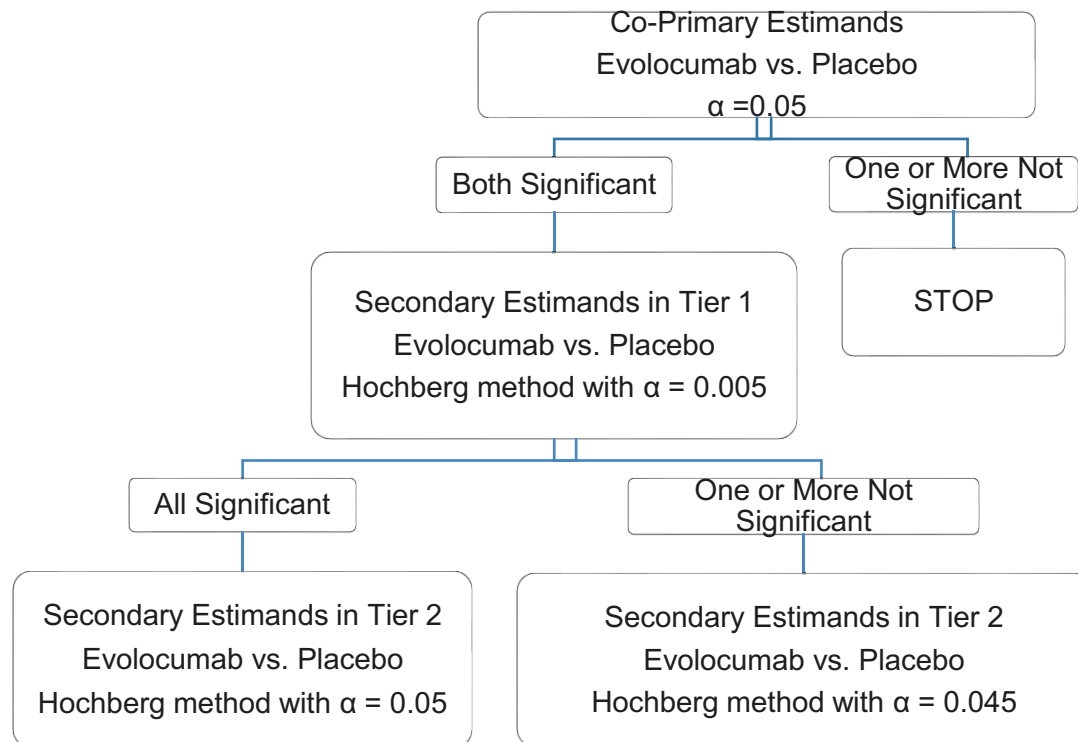 Co-Primary Estimands
Evolocumab vs. Placebo
α =0.05
Both Significant
One or More Not
Significant
Secondary Estimands in Tier 1
Evolocumab vs. Placebo
Hochberg method with α = 0.005
STOP
All Significant
One or More Not
Significant
Secondary Estimands in Tier 2
Evolocumab vs. Placebo
Hochberg method with α = 0.05
Secondary Estimands in Tier 2
Evolocumab vs. Placebo
Hochberg method with α = 0.045